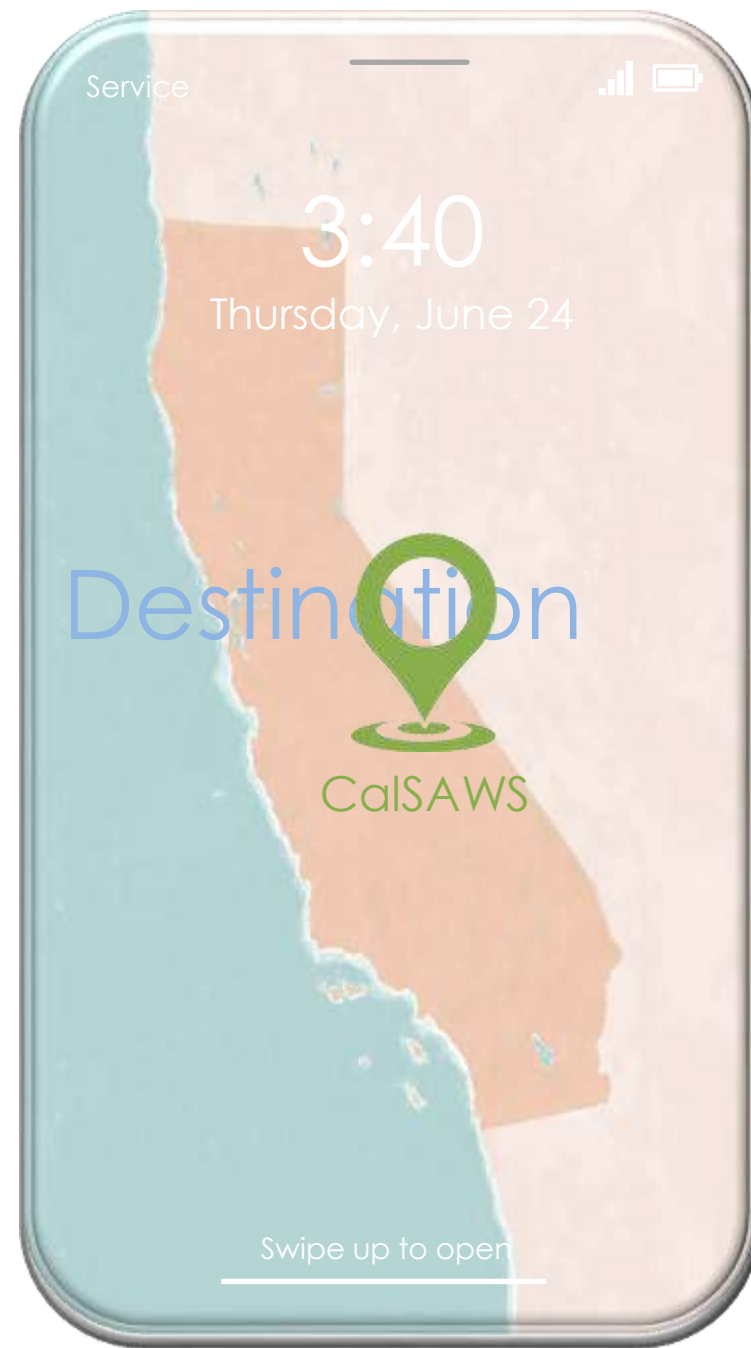 Service
3:40
Thursday, June 24
Destination
CalSAWS
Swipe up to open